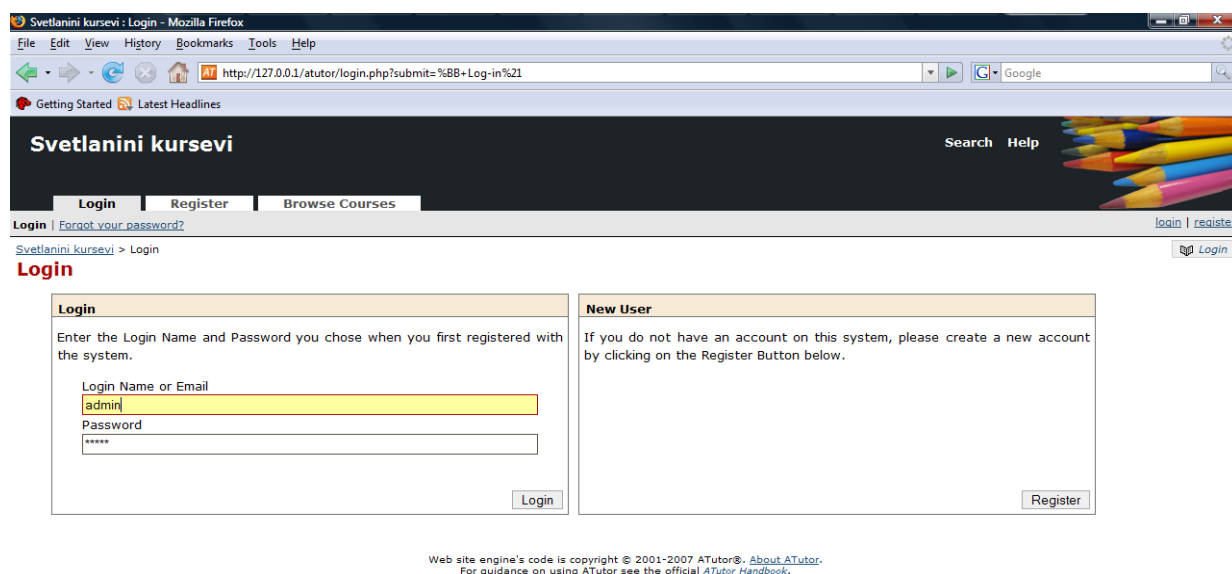 Svetlanini kursevi : Login - Mozilla Firefox
File Edit View History Bookmarks Tools Help
http://127.0.0.1/atutor/login.php?submit=%BB+Log-in%21
G Google
Getting Started Latest Headlines
Svetlanini kursevi
Search Help
Login Register Browse Courses
Login | Forgot your password?
login | registe
Svetlanini kursevi > Login
Login
Login
Login
Enter the Login Name and Password you chose when you first registered with
the system.
Login Name or Email
admin
Password
*****
Login
New User
If you do not have an account on this system, please create a new account
by clicking on the Register Button below.
Register
Web site engine's code is copyright © 2001-2007 ATutor®. About ATutor.
For guidance on using ATutor see the official ATutor Handbook.